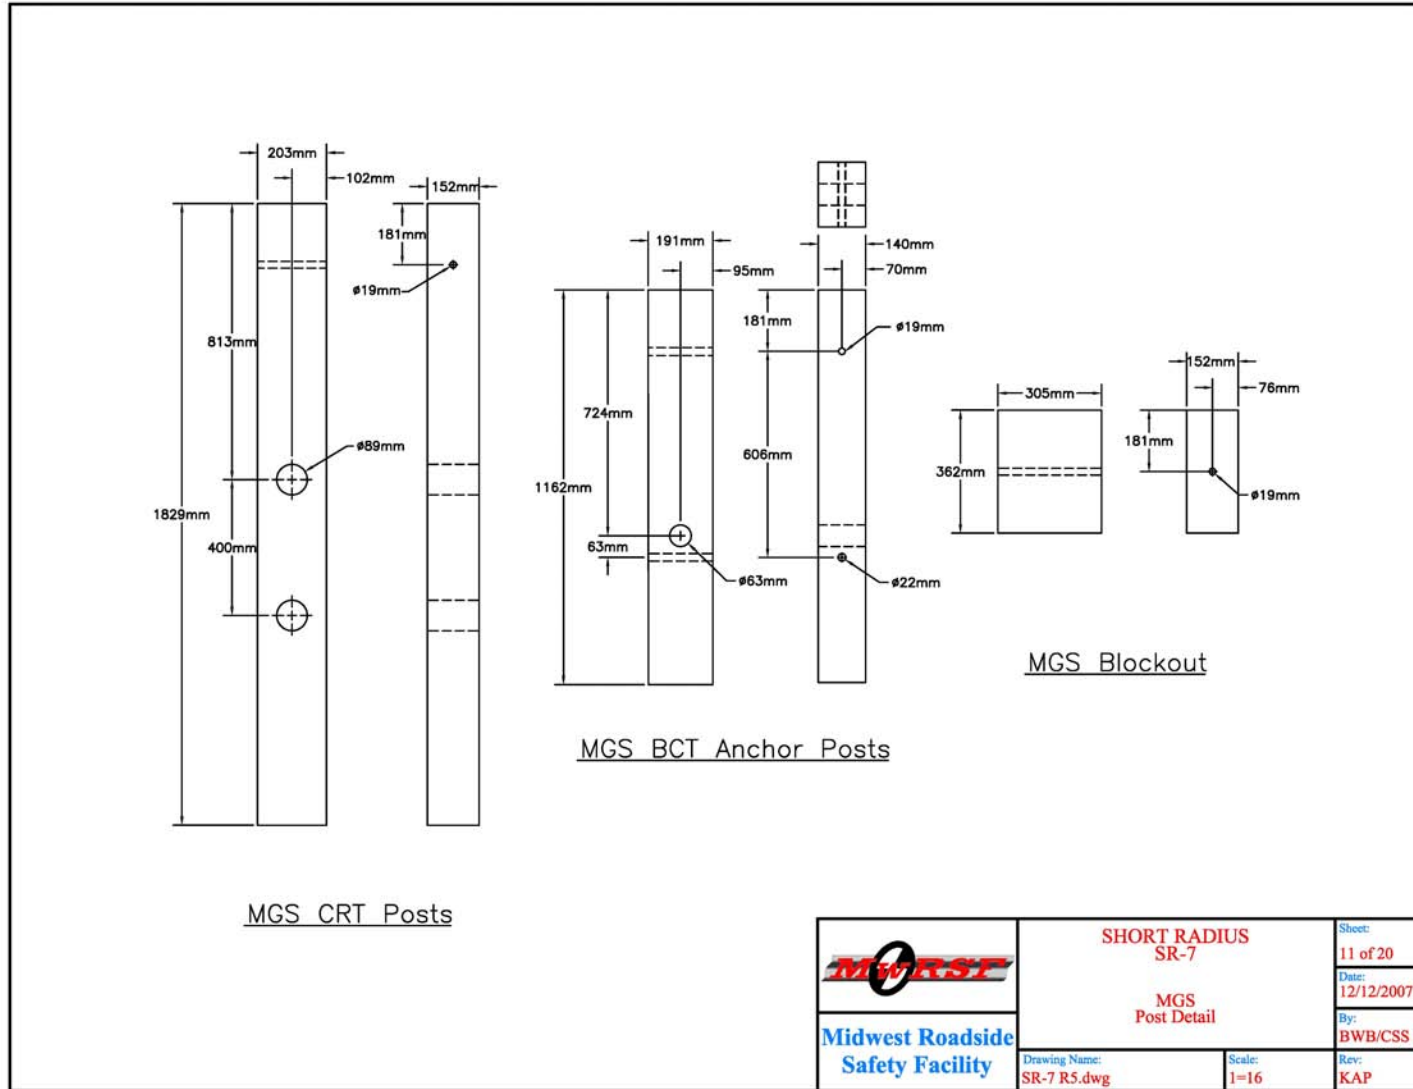 203mm
102mm
152mm
181mm
ø19mm
813mm
ø89mm
1829mm
400mm
MGS CRT Posts
191mm
95mm
140mm
70mm
181mm
ø19mm
724mm
606mm
1162mm
63mm
ø63mm
ø22mm
MGS BCT Anchor Posts
305mm
152mm
76mm
181mm
362mm
ø19mm
MGS Blockout
MwRSF
Midwest Roadside
Safety Facility
SHORT RADIUS
SR-7
MGS
Post Detail
Drawing Name:
SR-7 R5.dwg
Scale:
1=16
Sheet:
11 of 20
Date:
12/12/2007
By:
BWB/CSS
Rev:
KAP